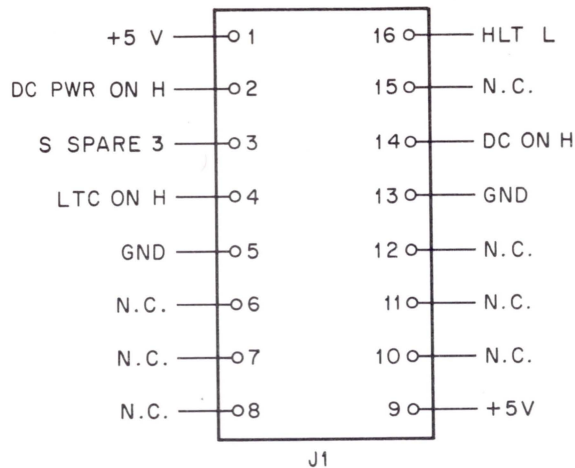 +5 V 1 16 HLT L
DC PWR ON H 2 15 N.C.
S SPARE 3 3 14 DC ON H
LTC ON H 4 13 GND
GND 5 12 N.C.
N.C. 6 11 N.C.
N.C. 7 10 N.C.
N.C. 8 9 +5V
J1